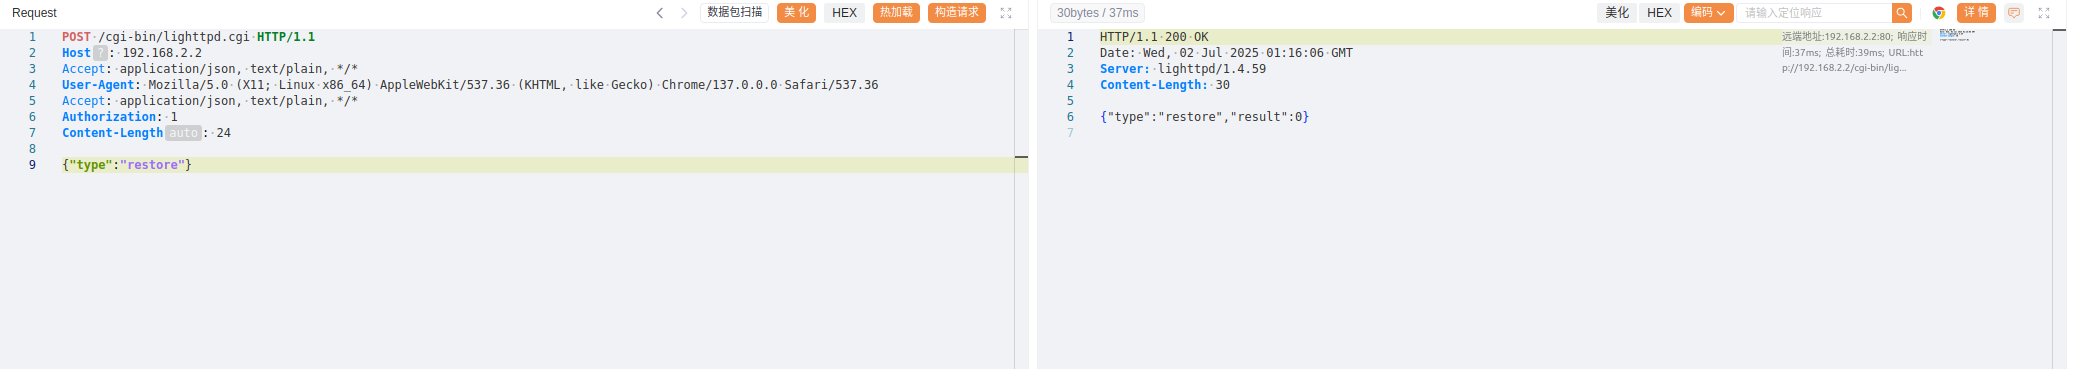 Request 数据包扫描 美 化 HEX 热加载 构造请求
1 POST /cgi-bin/lighttpd.cgi HTTP/1.1
2 Host ? : 192.168.2.2
3 Accept: application/json, text/plain, */*
4 User-Agent: Mozilla/5.0 (X11; Linux x86_64) AppleWebKit/537.36 (KHTML, like Gecko) Chrome/137.0.0.0 Safari/537.36
5 Accept: application/json, text/plain, */*
6 Authorization: 1
7 Content-Length auto : 24
8
9 {"type":"restore"}
30bytes / 37ms 美化 HEX 编码 请输入定位响应 详 情
1 HTTP/1.1 200 OK
2 Date: Wed, 02 Jul 2025 01:16:06 GMT
3 Server: lighttpd/1.4.59
4 Content-Length: 30
5
6 {"type":"restore","result":0}
7
远端地址:192.168.2.2:80; 响应时
间:37ms; 总耗时:39ms; URL:htt
p://192.168.2.2/cgi-bin/lig...